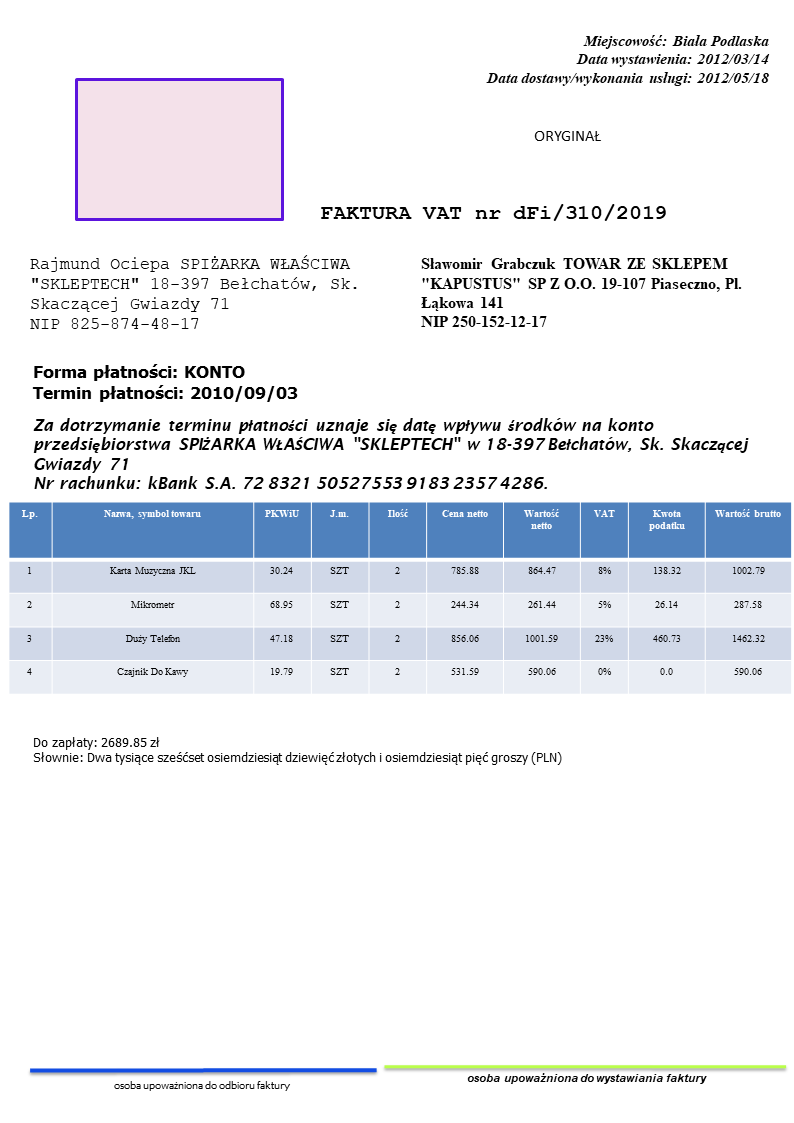 Miejscowość: Biała Podlaska
Data wystawienia: 2012/03/14
Data dostawy/wykonania usługi: 2012/05/18
ORYGINAŁ
FAKTURA VAT nr dFi/310/2019
Rajmund Ociepa SPIŻARKA WŁAŚCIWA
"SKLEPTECH" 18-397 Bełchatów, Sk.
Skaczącej Gwiazdy 71
NIP 825-874-48-17
Sławomir Grabczuk TOWAR ZE SKLEPEM
"KAPUSTUS" SP Z O.O. 19-107 Piaseczno, Pl.
Łąkowa 141
NIP 250-152-12-17
Forma płatności: KONTO
Termin płatności: 2010/09/03
Za dotrzymanie terminu płatności uznaje się datę wpływu środków na konto
przedsiębiorstwa SPIŻARKA WŁAŚCIWA "SKLEPTECH" w 18-397 Bełchatów, Sk. Skaczącej
Gwiazdy 71
Nr rachunku: kBank S.A. 72 8321 50527553 9183 2357 4286.
Lp. Nazwa, symbol towaru PKWiU J.m. Ilość Cena netto Wartość netto VAT Kwota podatku Wartość brutto
1 Karta Muzyczna JKL 30.24 SZT 2 785.88 864.47 8% 138.32 1002.79
2 Mikrometr 68.95 SZT 2 244.34 261.44 5% 26.14 287.58
3 Duży Telefon 47.18 SZT 2 856.06 1001.59 23% 460.73 1462.32
4 Czajnik Do Kawy 19.79 SZT 2 531.59 590.06 0% 0.0 590.06
Do zapłaty: 2689.85 zł
Słownie: Dwa tysiące sześćset osiemdziesiąt dziewięć złotych i osiemdziesiąt pięć groszy (PLN)
osoba upoważniona do odbioru faktury
osoba upoważniona do wystawiania faktury